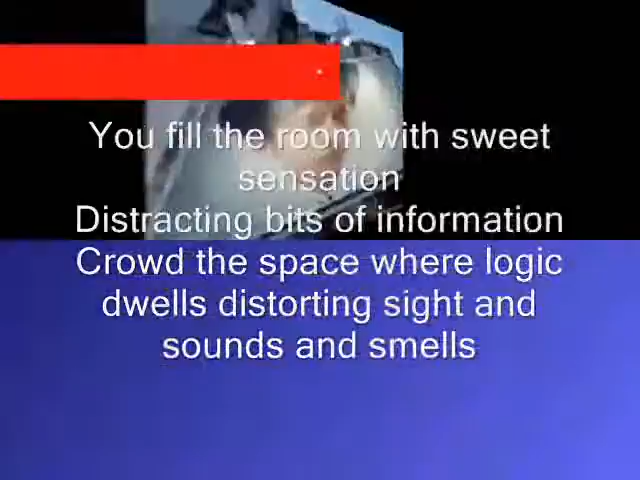 You fill the room with sweet
sensation
Distracting bits of information
Crowd the space where logic
dwells distorting sight and
sounds and smells